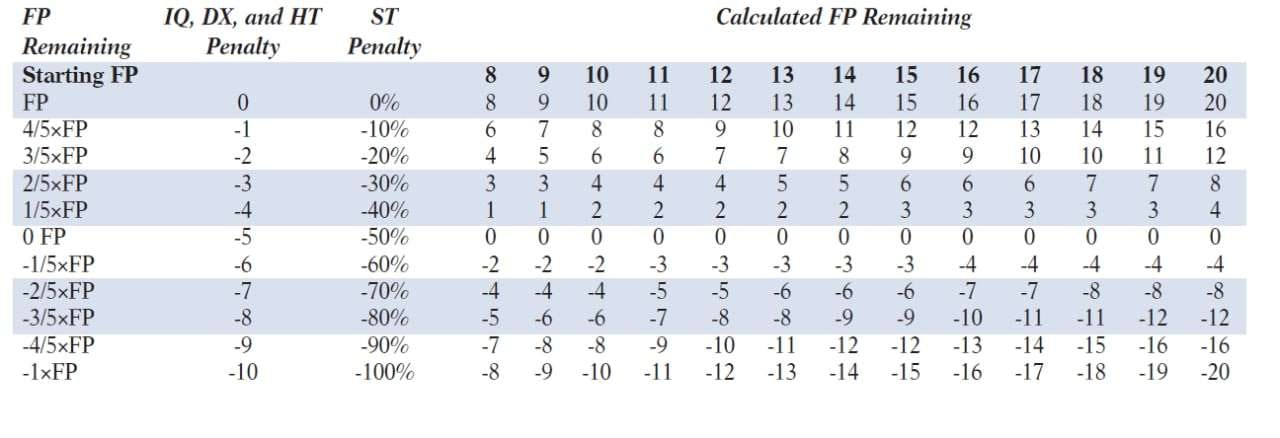 FP IQ, DX, and HT ST Calculated FP Remaining
Remaining Penalty Penalty
Starting FP 8 9 10 11 12 13 14 15 16 17 18 19 20
FP 0 0% 8 9 10 11 12 13 14 15 16 17 18 19 20
4/5×FP -1 -10% 6 7 8 8 9 10 11 12 12 13 14 15 16
3/5×FP -2 -20% 4 5 6 6 7 7 8 9 9 10 10 11 12
2/5×FP -3 -30% 3 3 4 4 4 5 5 6 6 6 7 7 8
1/5×FP -4 -40% 1 1 2 2 2 2 2 3 3 3 3 3 4
0 FP -5 -50% 0 0 0 0 0 0 0 0 0 0 0 0 0
-1/5×FP -6 -60% -2 -2 -2 -3 -3 -3 -3 -3 -4 -4 -4 -4 -4
-2/5×FP -7 -70% -4 -4 -4 -5 -5 -6 -6 -6 -7 -7 -8 -8 -8
-3/5×FP -8 -80% -5 -6 -6 -7 -8 -8 -9 -9 -10 -11 -11 -12 -12
-4/5×FP -9 -90% -7 -8 -8 -9 -10 -11 -12 -12 -13 -14 -15 -16 -16
-1×FP -10 -100% -8 -9 -10 -11 -12 -13 -14 -15 -16 -17 -18 -19 -20